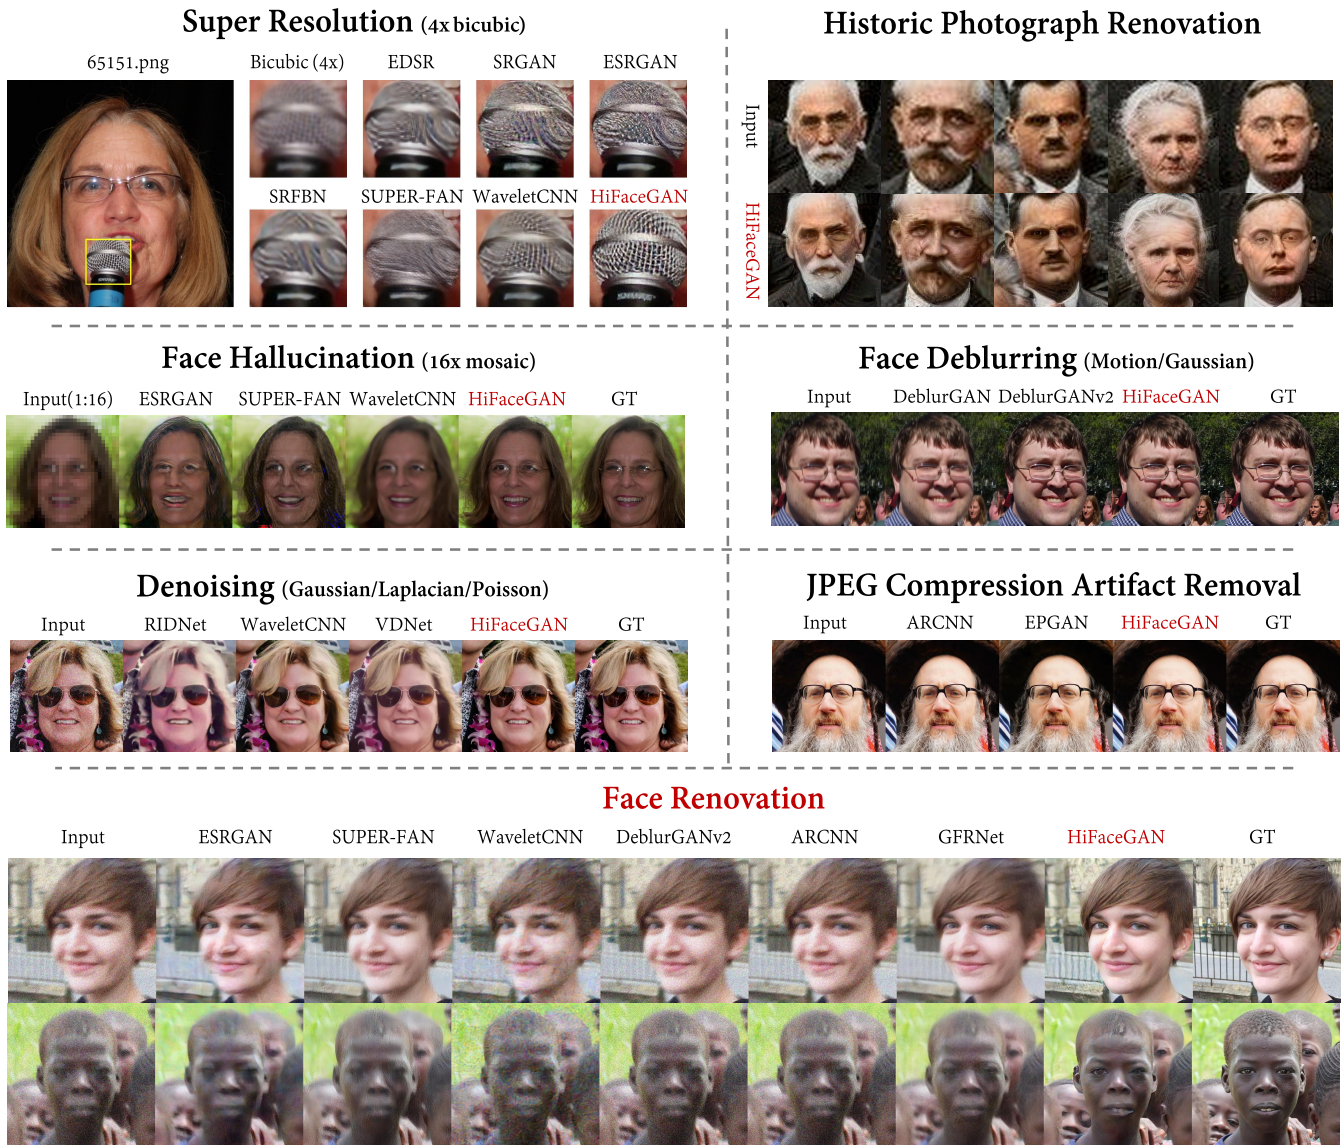 Super Resolution (4x bicubic)
65151.png
Bicubic (4x)
EDSR
SRGAN
ESRGAN
SRFBN
SUPER-FAN
WaveletCNN
HiFaceGAN
Historic Photograph Renovation
Input
HiFaceGAN
Face Hallucination (16x mosaic)
Input(1:16)
ESRGAN
SUPER-FAN
WaveletCNN
HiFaceGAN
GT
Face Deblurring (Motion/Gaussian)
Input
DeblurGAN
DeblurGANv2
HiFaceGAN
GT
Denoising (Gaussian/Laplacian/Poisson)
Input
RIDNet
WaveletCNN
VDNet
HiFaceGAN
GT
JPEG Compression Artifact Removal
Input
ARCNN
EPGAN
HiFaceGAN
GT
Face Renovation
Input
ESRGAN
SUPER-FAN
WaveletCNN
DeblurGANv2
ARCNN
GFRNet
HiFaceGAN
GT